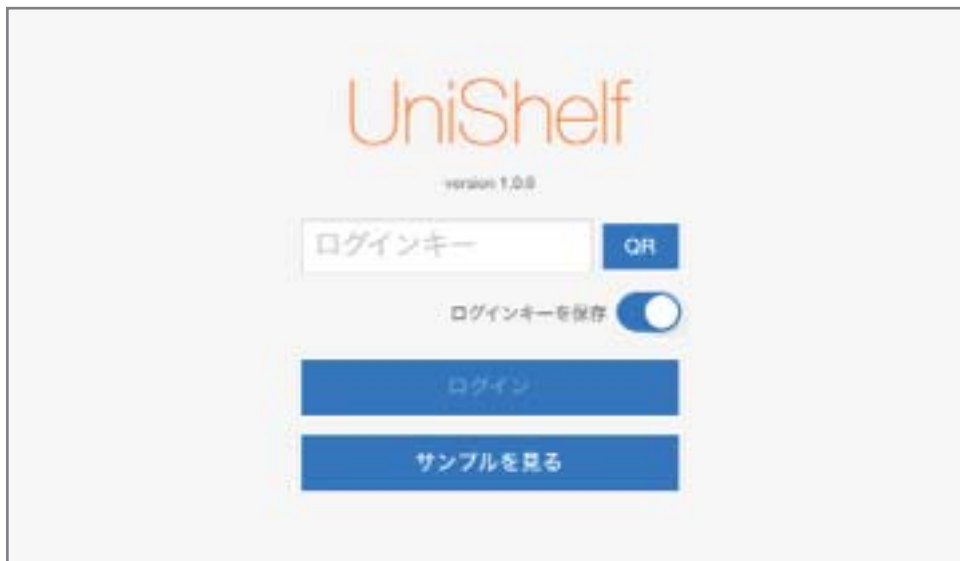 UniShelf
version 1.0.0
ログインキー QR
ログインキーを保存
ログイン
サンプルを見る